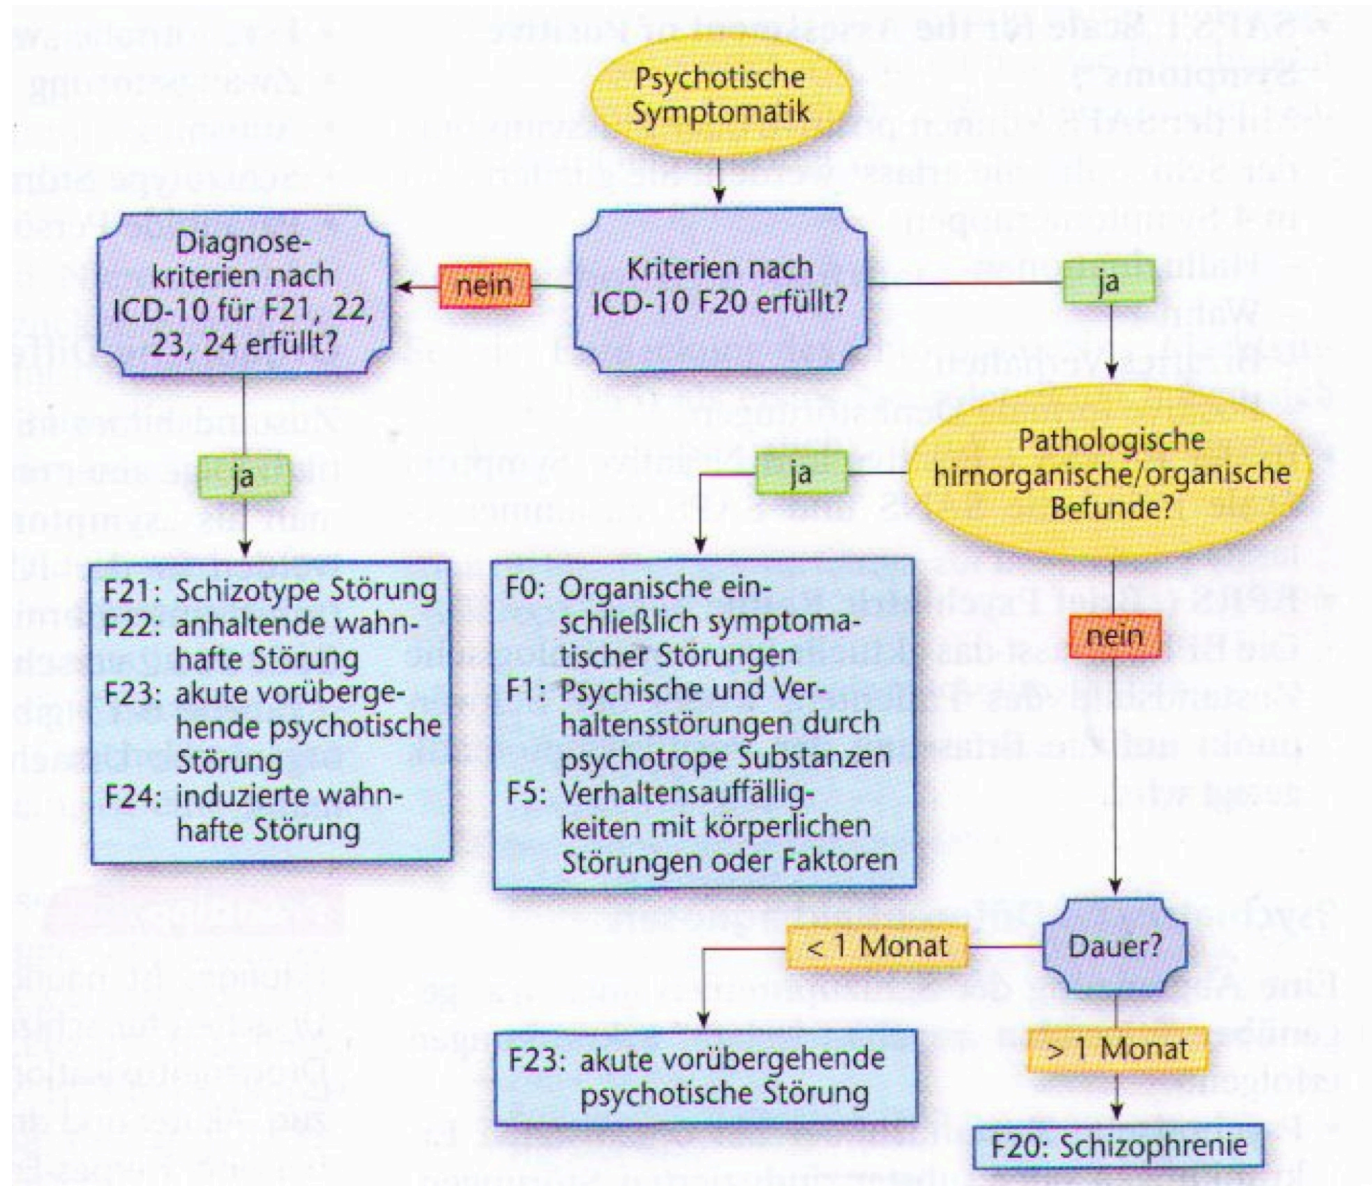 Psychotische
Symptomatik
Diagnose-
kriterien nach
ICD-10 für F21, 22,
23, 24 erfüllt?
nein
Kriterien nach
ICD-10 F20 erfüllt?
ja
Pathologische
hirnorganische/organische
Befunde?
ja
ja
nein
F21: Schizotype Störung
F22: anhaltende wahn-
hafte Störung
F23: akute vorüberge-
hende psychotische
Störung
F24: induzierte wahn-
hafte Störung
F0: Organische ein-
schließlich symptoma-
tischer Störungen
F1: Psychische und Ver-
haltensstörungen durch
psychotrope Substanzen
F5: Verhaltensauffällig-
keiten mit körperlichen
Störungen oder Faktoren
< 1 Monat
Dauer?
> 1 Monat
F23: akute vorübergehende
psychotische Störung
F20: Schizophrenie